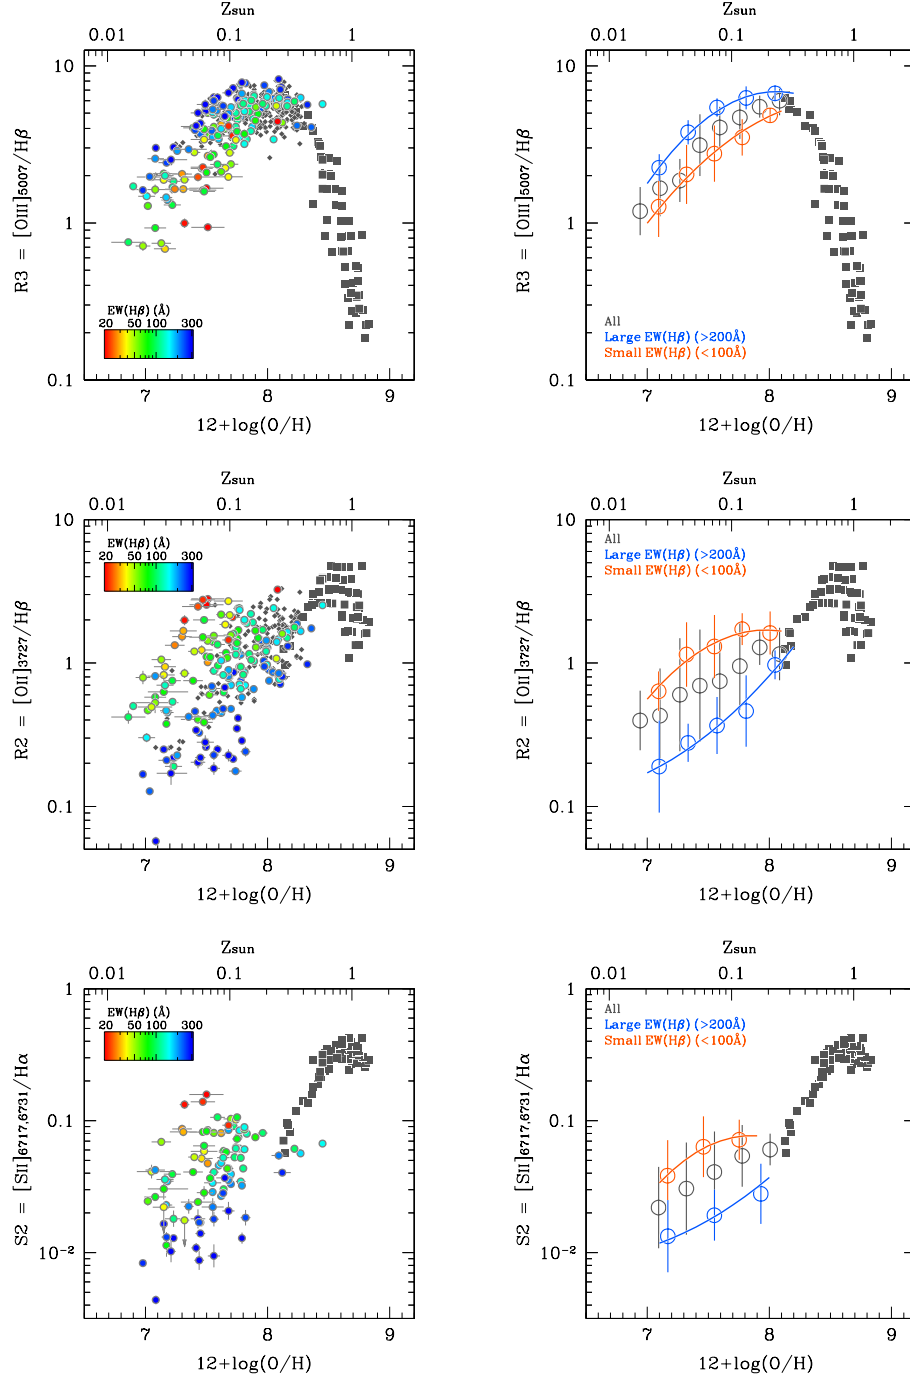 Zsun
0.01 0.1 1
10
1
0.1
R3 = [OIII]5007/Hβ
EW(Hβ) (Å)
20 50 100 300
7 8 9
12+log(O/H)
Zsun
0.01 0.1 1
10
1
0.1
R3 = [OIII]5007/Hβ
All
Large EW(Hβ) (>200Å)
Small EW(Hβ) (<100Å)
7 8 9
12+log(O/H)
Zsun
0.01 0.1 1
10
1
0.1
R2 = [OII]3727/Hβ
EW(Hβ) (Å)
20 50 100 300
7 8 9
12+log(O/H)
Zsun
0.01 0.1 1
10
1
0.1
R2 = [OII]3727/Hβ
All
Large EW(Hβ) (>200Å)
Small EW(Hβ) (<100Å)
7 8 9
12+log(O/H)
Zsun
0.01 0.1 1
1
0.1
10⁻²
S2 = [SII]6717,6731/Hα
EW(Hβ) (Å)
20 50 100 300
7 8 9
12+log(O/H)
Zsun
0.01 0.1 1
1
0.1
10⁻²
S2 = [SII]6717,6731/Hα
All
Large EW(Hβ) (>200Å)
Small EW(Hβ) (<100Å)
7 8 9
12+log(O/H)